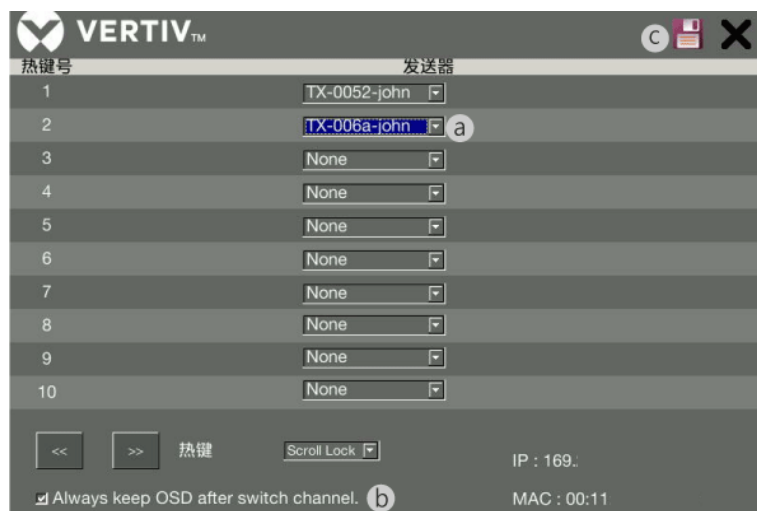 VERTIV™
C
热键号 发送器
1 TX-0052-john
2 TX-006a-john a
3 None
4 None
5 None
6 None
7 None
8 None
9 None
10 None
<< >> 热键 Scroll Lock
IP : 169.
Always keep OSD after switch channel. b
MAC : 00:11